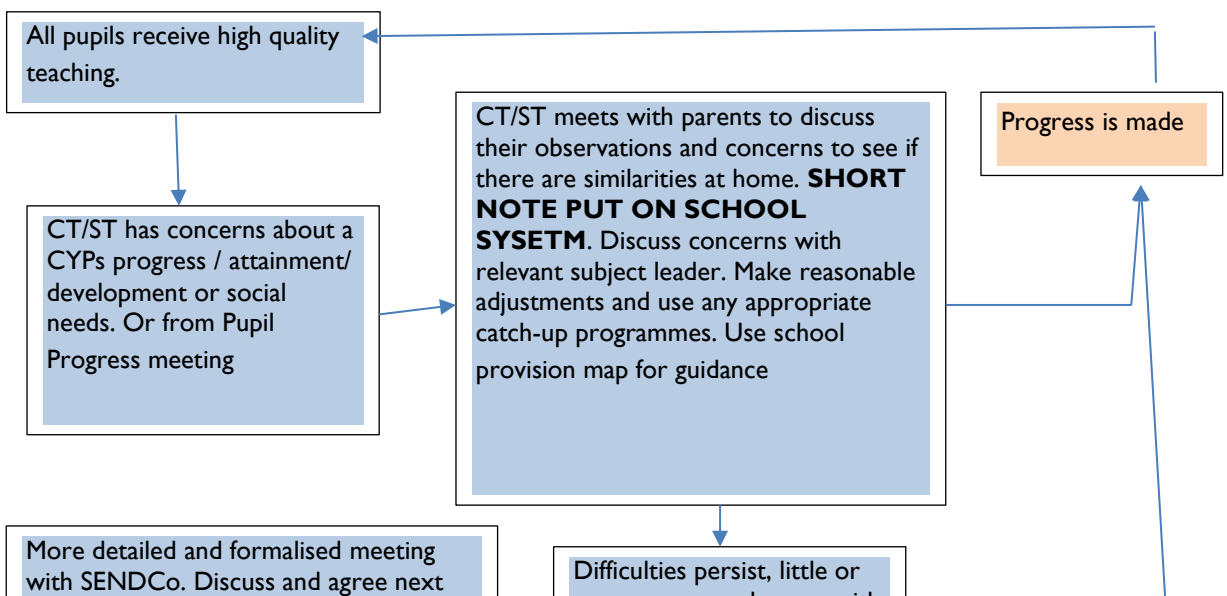 All pupils receive high quality
teaching.
CT/ST has concerns about a
CYPs progress / attainment/
development or social
needs. Or from Pupil
Progress meeting
CT/ST meets with parents to discuss
their observations and concerns to see if
there are similarities at home. SHORT
NOTE PUT ON SCHOOL
SYSETM. Discuss concerns with
relevant subject leader. Make reasonable
adjustments and use any appropriate
catch-up programmes. Use school
provision map for guidance
Progress is made
More detailed and formalised meeting
with SENDCo. Discuss and agree next
Difficulties persist, little or